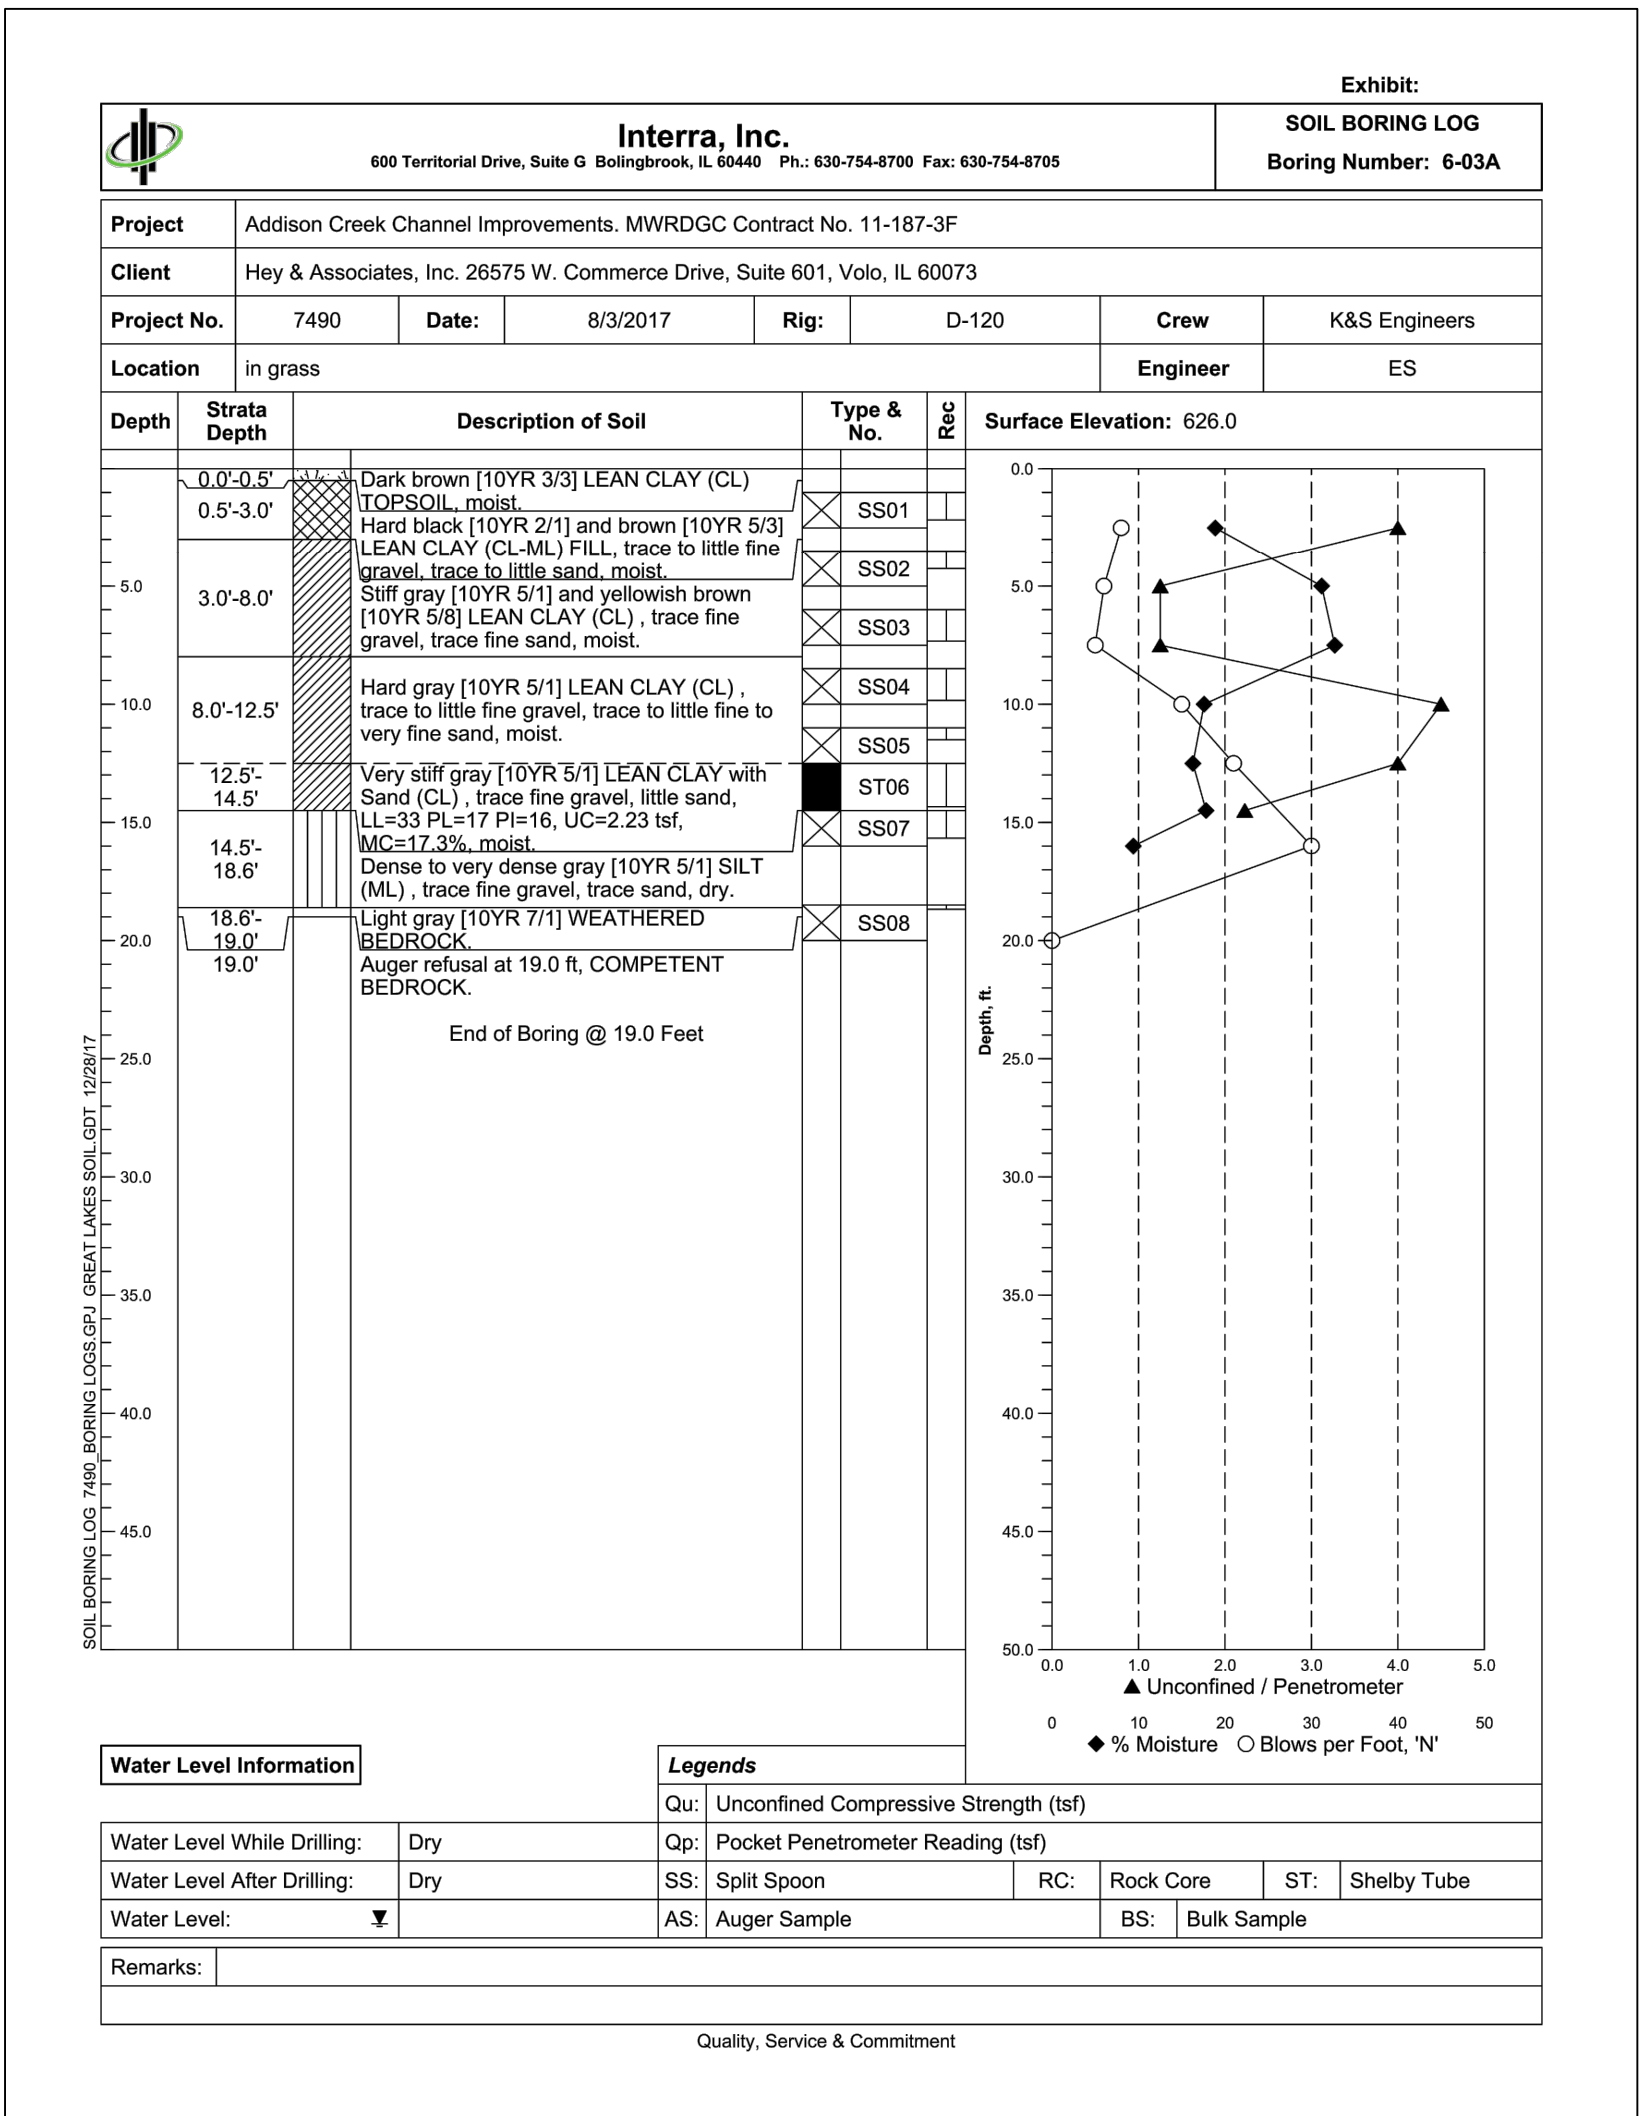 Exhibit:
Interra, Inc.
600 Territorial Drive, Suite G Bolingbrook, IL 60440 Ph.: 630-754-8700 Fax: 630-754-8705
SOIL BORING LOG
Boring Number: 6-03A
Project Addison Creek Channel Improvements. MWRDGC Contract No. 11-187-3F
Client Hey & Associates, Inc. 26575 W. Commerce Drive, Suite 601, Volo, IL 60073
Project No. 7490 Date: 8/3/2017 Rig: D-120 Crew K&S Engineers
Location in grass Engineer ES
Depth Strata Depth Description of Soil Type & No. Rec Surface Elevation: 626.0
0.0'-0.5' Dark brown [10YR 3/3] LEAN CLAY (CL)
TOPSOIL, moist.
0.5'-3.0' Hard black [10YR 2/1] and brown [10YR 5/3]
LEAN CLAY (CL-ML) FILL, trace to little fine
gravel, trace to little sand, moist.
3.0'-8.0' Stiff gray [10YR 5/1] and yellowish brown
[10YR 5/8] LEAN CLAY (CL) , trace fine
gravel, trace fine sand, moist.
8.0'-12.5' Hard gray [10YR 5/1] LEAN CLAY (CL) ,
trace to little fine gravel, trace to little fine to
very fine sand, moist.
12.5'-
14.5'
Very stiff gray [10YR 5/1] LEAN CLAY with
Sand (CL) , trace fine gravel, little sand,
LL=33 PL=17 PI=16, UC=2.23 tsf,
MC=17.3%, moist.
14.5'-
18.6'
Dense to very dense gray [10YR 5/1] SILT
(ML) , trace fine gravel, trace sand, dry.
18.6'-
19.0'
Light gray [10YR 7/1] WEATHERED
BEDROCK.
19.0' Auger refusal at 19.0 ft, COMPETENT
BEDROCK.
End of Boring @ 19.0 Feet
SS01
SS02
SS03
SS04
SS05
ST06
SS07
SS08
5.0
10.0
15.0
20.0
25.0
30.0
35.0
40.0
45.0
SOIL BORING LOG 7490_BORING LOGS.GPJ GREAT LAKES SOIL.GDT 12/28/17
0.0
5.0
10.0
15.0
20.0
25.0
30.0
35.0
40.0
45.0
50.0
Depth, ft.
0.0 1.0 2.0 3.0 4.0 5.0
▲ Unconfined / Penetrometer
0 10 20 30 40 50
◆ % Moisture ○ Blows per Foot, 'N'
Water Level Information
Water Level While Drilling: Dry
Water Level After Drilling: Dry
Water Level:
Legends
Qu: Unconfined Compressive Strength (tsf)
Qp: Pocket Penetrometer Reading (tsf)
SS: Split Spoon RC: Rock Core ST: Shelby Tube
AS: Auger Sample BS: Bulk Sample
Remarks:
Quality, Service & Commitment